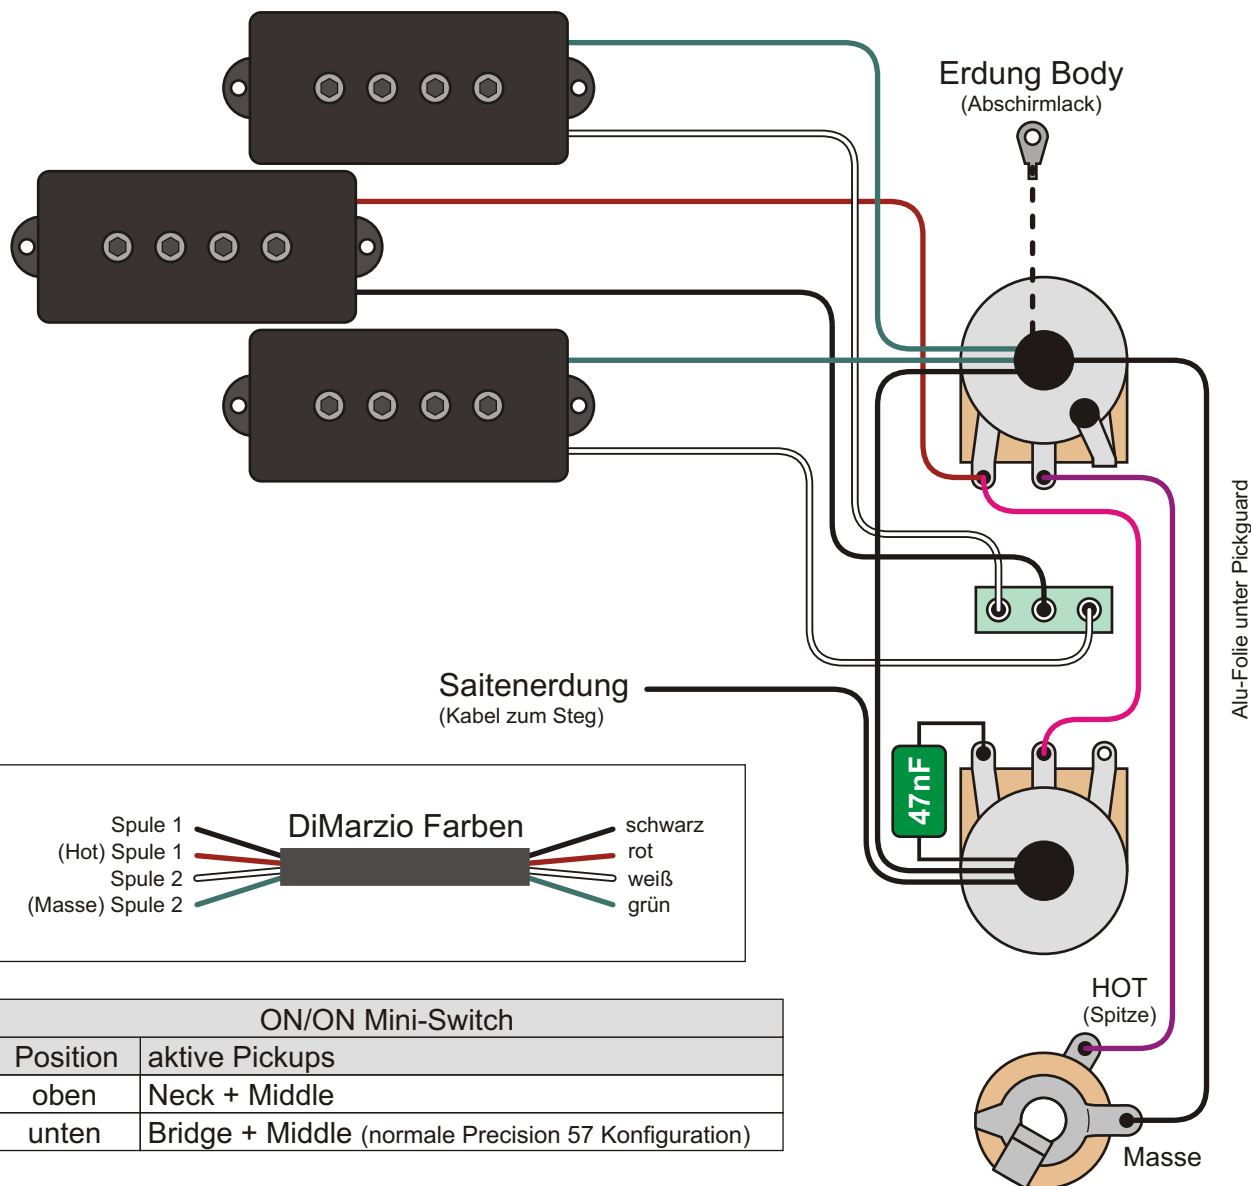 Erdung Body
(Abschirmlack)
Alu-Folie unter Pickguard
Saitenerdung
(Kabel zum Steg)
47nF
DiMarzio Farben
Spule 1
(Hot) Spule 1
Spule 2
(Masse) Spule 2
schwarz
rot
weiß
grün
HOT
(Spitze)
Masse
ON/ON Mini-Switch
Position aktive Pickups
oben Neck + Middle
unten Bridge + Middle (normale Precision 57 Konfiguration)